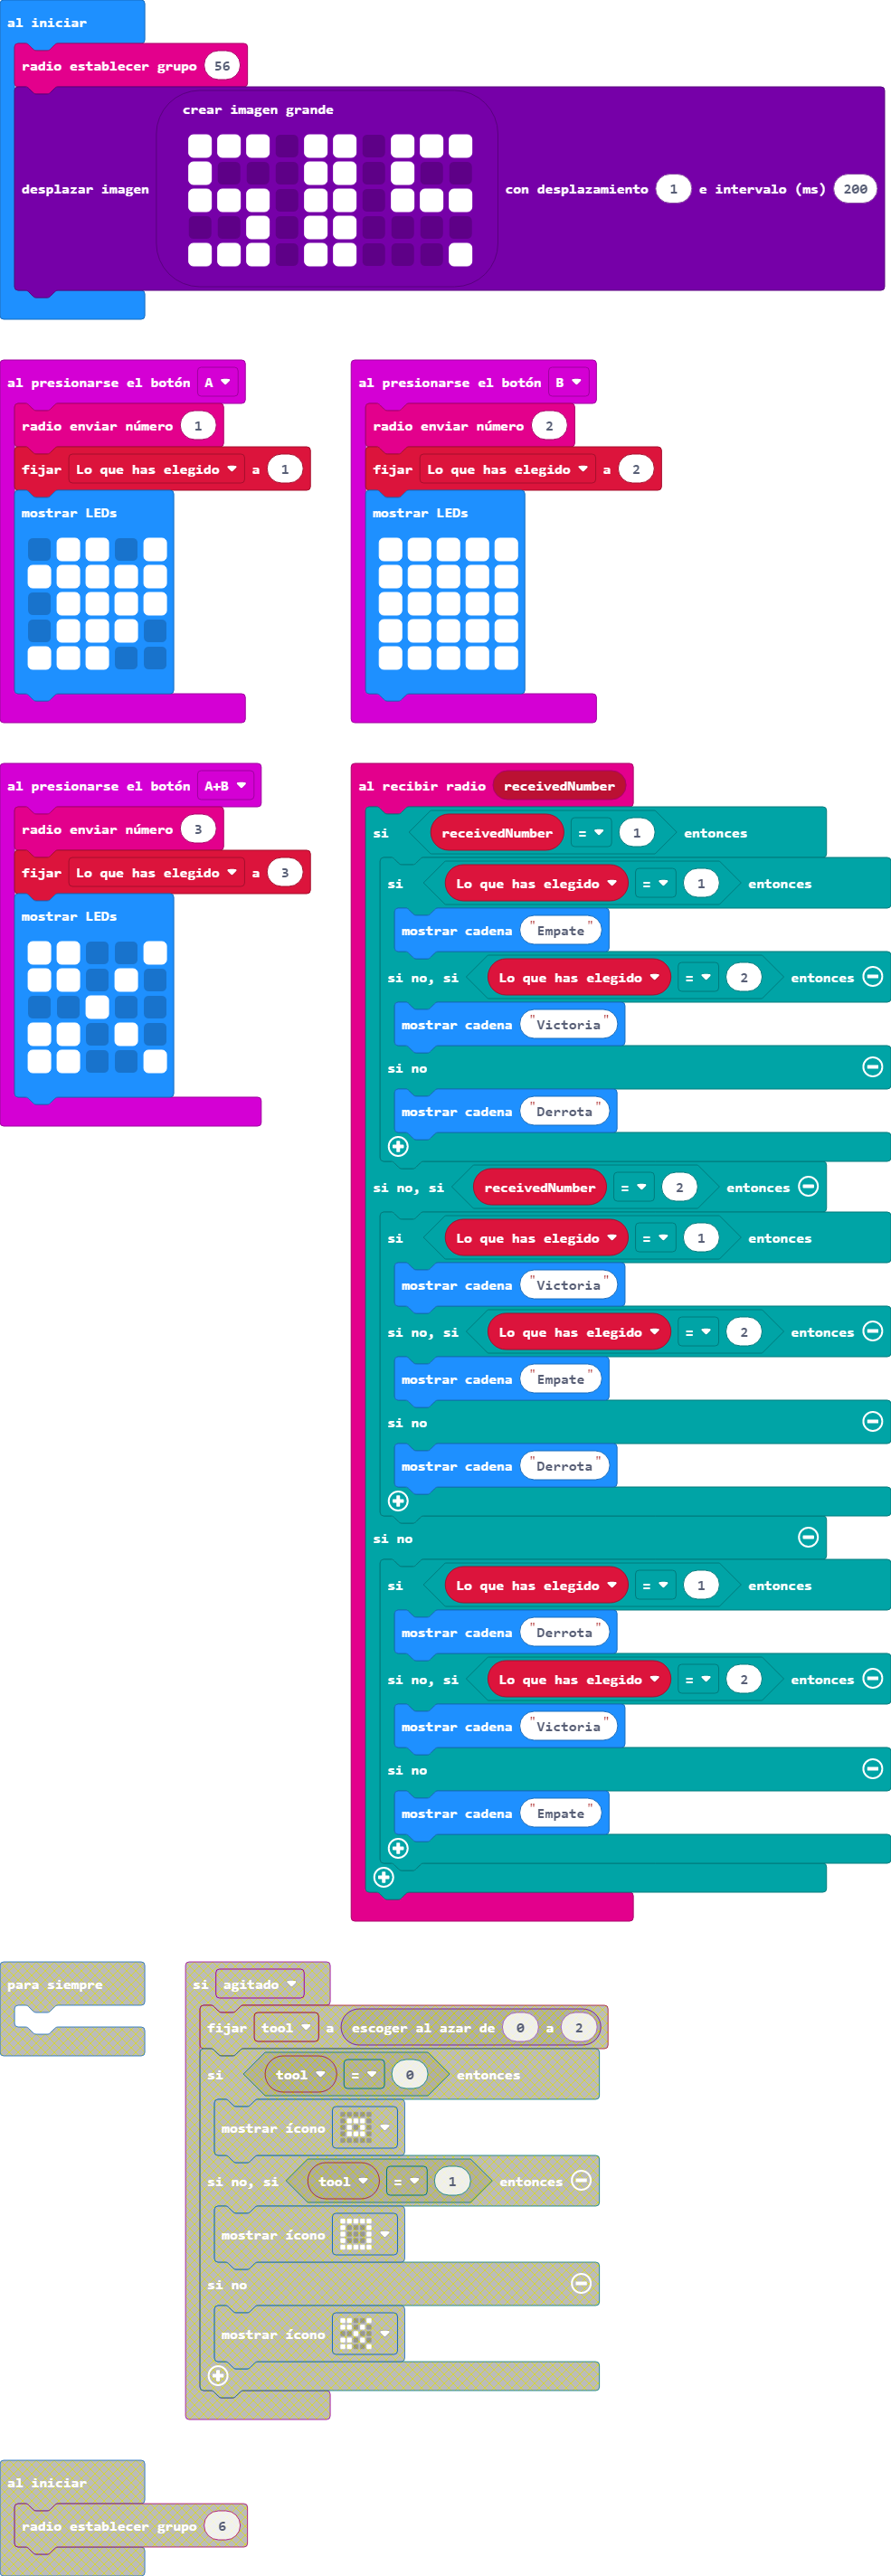 al iniciar
radio establecer grupo 56
crear imagen grande
desplazar imagen con desplazamiento 1 e intervalo (ms) 200
al presionarse el botón A
radio enviar número 1
fijar Lo que has elegido a 1
mostrar LEDs
al presionarse el botón B
radio enviar número 2
fijar Lo que has elegido a 2
mostrar LEDs
al presionarse el botón A+B
radio enviar número 3
fijar Lo que has elegido a 3
mostrar LEDs
al recibir radio receivedNumber
si receivedNumber = 1 entonces
si Lo que has elegido = 1 entonces
mostrar cadena "Empate"
si no, si Lo que has elegido = 2 entonces
mostrar cadena "Victoria"
si no
mostrar cadena "Derrota"
si no, si receivedNumber = 2 entonces
si Lo que has elegido = 1 entonces
mostrar cadena "Victoria"
si no, si Lo que has elegido = 2 entonces
mostrar cadena "Empate"
si no
mostrar cadena "Derrota"
si no
si Lo que has elegido = 1 entonces
mostrar cadena "Derrota"
si no, si Lo que has elegido = 2 entonces
mostrar cadena "Victoria"
si no
mostrar cadena "Empate"
para siempre
si agitado
fijar tool a escoger al azar de 0 a 2
si tool = 0 entonces
mostrar ícono
si no, si tool = 1 entonces
mostrar ícono
si no
mostrar ícono
al iniciar
radio establecer grupo 6